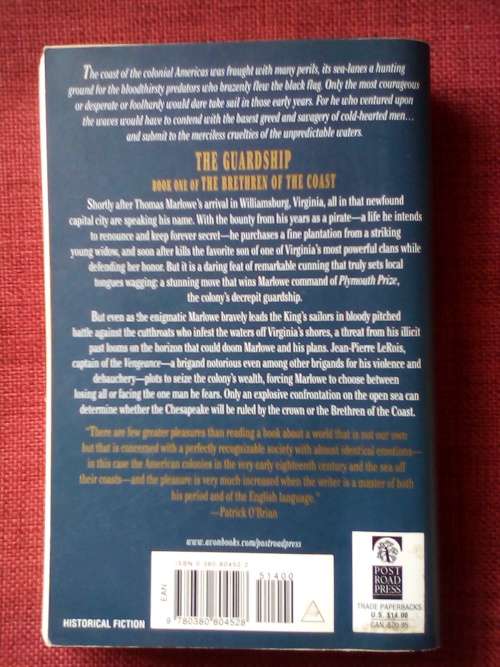 The coast of the colonial Americas was fraught with many perils, its sea-lanes a hunting
ground for the bloodthirsty predators who brazenly flew the black flag. Only the most courageous
or desperate or foolhardy would dare take sail in those early years. For he who ventured upon
the waves would have to contend with the basest greed and savagery of cold-hearted men...
and submit to the merciless cruelties of the unpredictable waters.
THE GUARDSHIP
BOOK ONE OF THE BRETHREN OF THE COAST
Shortly after Thomas Marlowe's arrival in Williamsburg, Virginia, all in that newfound
capital city are speaking his name. With the bounty from his years as a pirate—a life he intends
to renounce and keep forever secret—he purchases a fine plantation from a striking
young widow, and soon after kills the favorite son of one of Virginia's most powerful clans while
defending her honor. But it is a daring feat of remarkable cunning that truly sets local
tongues wagging: a stunning move that wins Marlowe command of Plymouth Prize,
the colony's decrepit guardship.
But even as the enigmatic Marlowe bravely leads the King's sailors in bloody pitched
battle against the cutthroats who infest the waters off Virginia's shores, a threat from his illicit
past looms on the horizon that could doom Marlowe and his plans. Jean-Pierre LeRois,
captain of the Vengeance—a brigand notorious even among other brigands for his violence and
debauchery—plots to seize the colony's wealth, forcing Marlowe to choose between
losing all or facing the one man he fears. Only an explosive confrontation on the open sea can
determine whether the Chesapeake will be ruled by the crown or the Brethren of the Coast.
"There are few greater pleasures than reading a book about a world that is not our own
but that is concerned with a perfectly recognizable society with almost identical emotions—
in this case the American colonies in the very early eighteenth century and the sea off
their coasts—and the pleasure is very much increased when the writer is a master of both
his period and of the English language."
—Patrick O'Brian
www.avonbooks.com/postroadpress
ISBN 0-380-80452-2
51400
EAN
9 780380 804528
HISTORICAL FICTION
POST
ROAD
PRESS
TRADE PAPERBACKS
U.S. $14.00